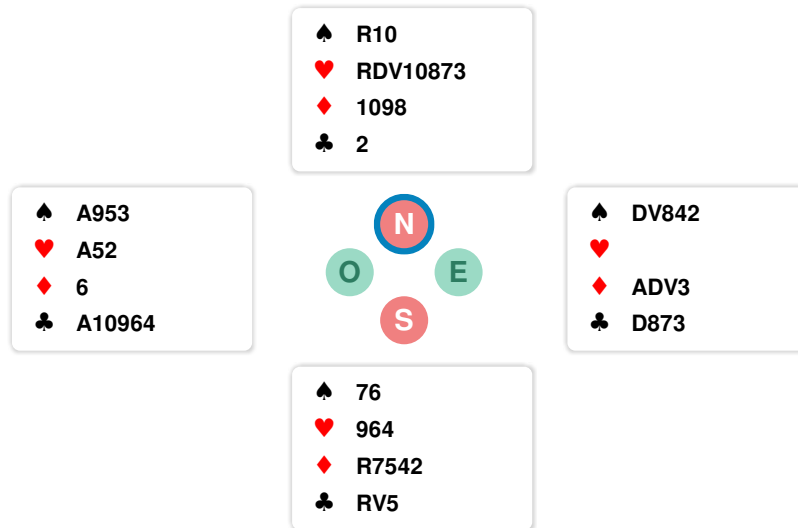 ♠ R10
♥ RDV10873
♦ 1098
♣ 2
♠ A953
♥ A52
♦ 6
♣ A10964
N
O E
S
♠ DV842
♥
♦ ADV3
♣ D873
♠ 76
♥ 964
♦ R7542
♣ RV5